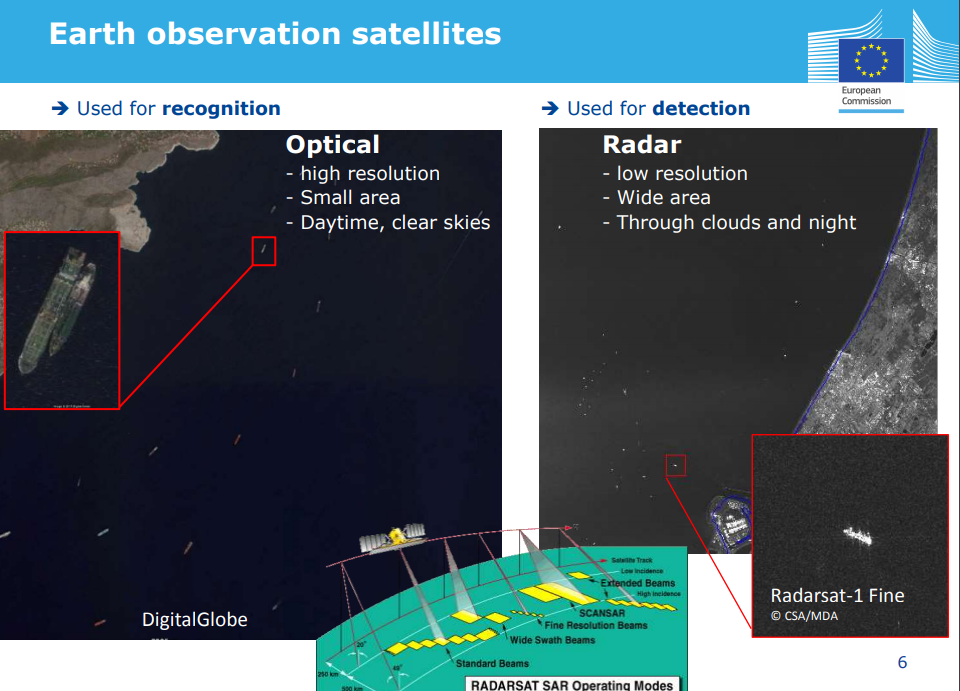 Earth observation satellites
European
Commission
➔ Used for recognition
➔ Used for detection
Optical
- high resolution
- Small area
- Daytime, clear skies
Radar
- low resolution
- Wide area
- Through clouds and night
DigitalGlobe
Radarsat-1 Fine
© CSA/MDA
Satellite Track
Low Incidence
Extended Beams
High Incidence
SCANSAR
Fine Resolution Beams
Wide Swath Beams
Standard Beams
20°
49°
250 km
500 km
RADARSAT SAR Operating Modes
6